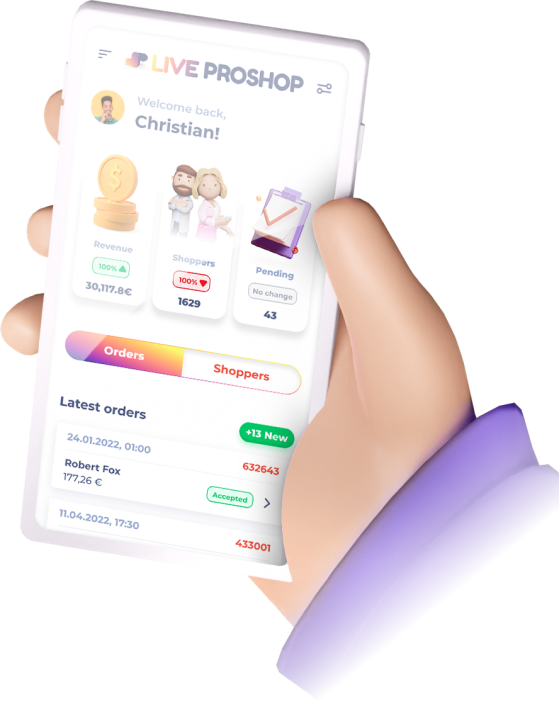 LIVE PROSHOP
Welcome back,
Christian!
Revenue
100%
30,117.8€
Shoppers
100%
1629
Pending
No change
43
Orders
Shoppers
Latest orders
+13 New
24.01.2022, 01:00
632643
Robert Fox
177,26 €
Accepted
11.04.2022, 17:30
433001